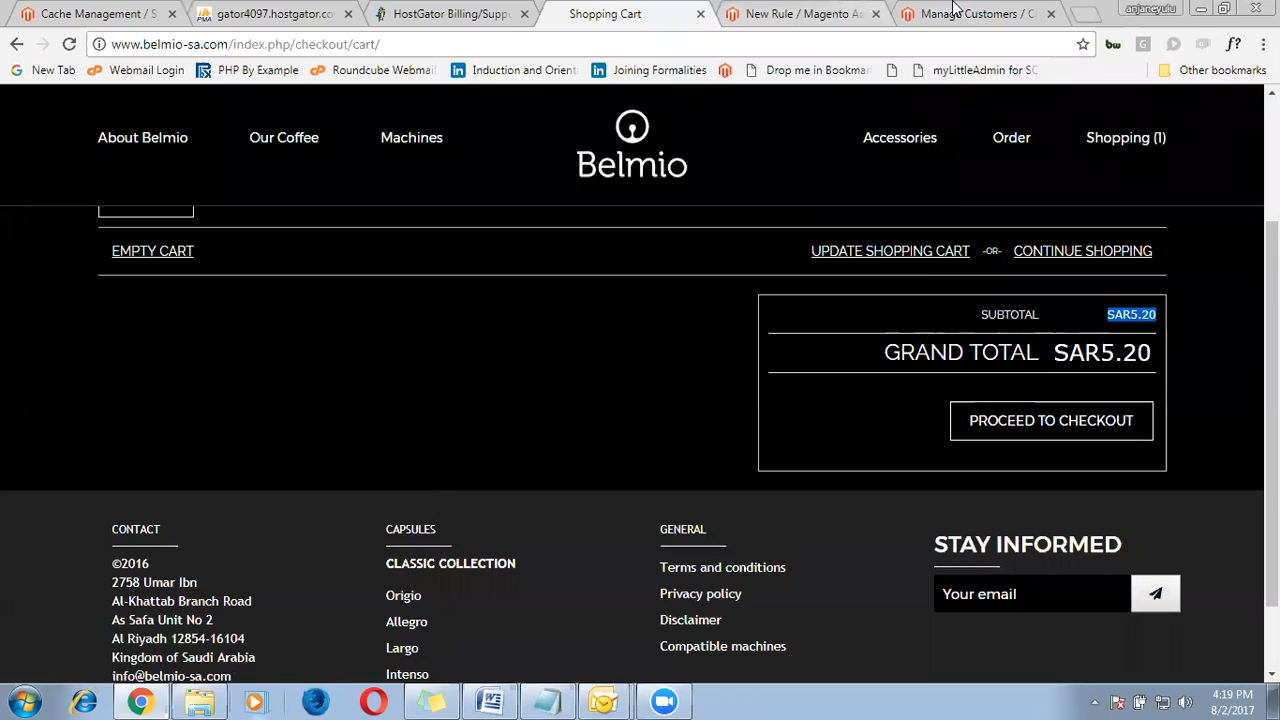 Cache Management / S
gator4097.hostgator.co
HostGator Billing/Suppo
Shopping Cart
New Rule / Magento A
Manage Customers / C
anjaneyulu
www.belmio-sa.com/index.php/checkout/cart/
New Tab
Webmail Login
PHP By Example
Roundcube Webmai
Induction and Orient
Joining Formalities
Drop me in Bookmar
myLittleAdmin for SQ
Other bookmarks
About Belmio
Our Coffee
Machines
Belmio
Accessories
Order
Shopping (1)
EMPTY CART
UPDATE SHOPPING CART -OR- CONTINUE SHOPPING
SUBTOTAL SAR5.20
GRAND TOTAL SAR5.20
PROCEED TO CHECKOUT
CONTACT
©2016
2758 Umar Ibn
Al-Khattab Branch Road
As Safa Unit No 2
Al Riyadh 12854-16104
Kingdom of Saudi Arabia
info@belmio-sa.com
CAPSULES
CLASSIC COLLECTION
Origio
Allegro
Largo
Intenso
GENERAL
Terms and conditions
Privacy policy
Disclaimer
Compatible machines
STAY INFORMED
Your email
4:19 PM
8/2/2017